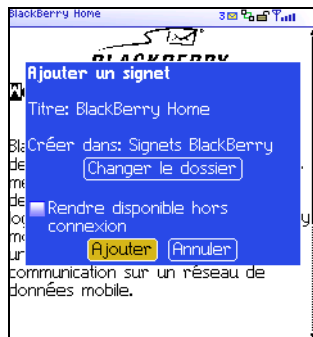 BlackBerry Home 3
BLACKBERRY
Ajouter un signet
Titre: BlackBerry Home
Créer dans: Signets BlackBerry
Changer le dossier
Rendre disponible hors
connexion
Ajouter Annuler
communication sur un réseau de
données mobile.